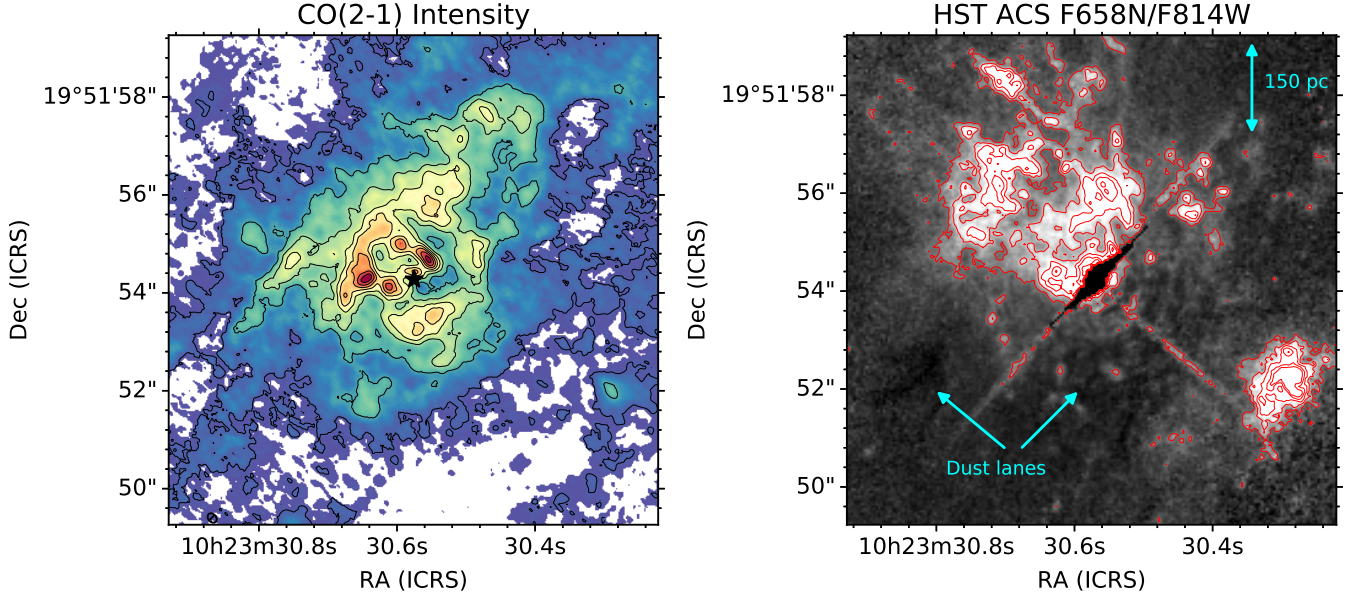 CO(2-1) Intensity
19°51'58"
56"
54"
52"
50"
Dec (ICRS)
10h23m30.8s 30.6s 30.4s
RA (ICRS)
HST ACS F658N/F814W
150 pc
19°51'58"
56"
54"
52"
50"
Dec (ICRS)
Dust lanes
10h23m30.8s 30.6s 30.4s
RA (ICRS)